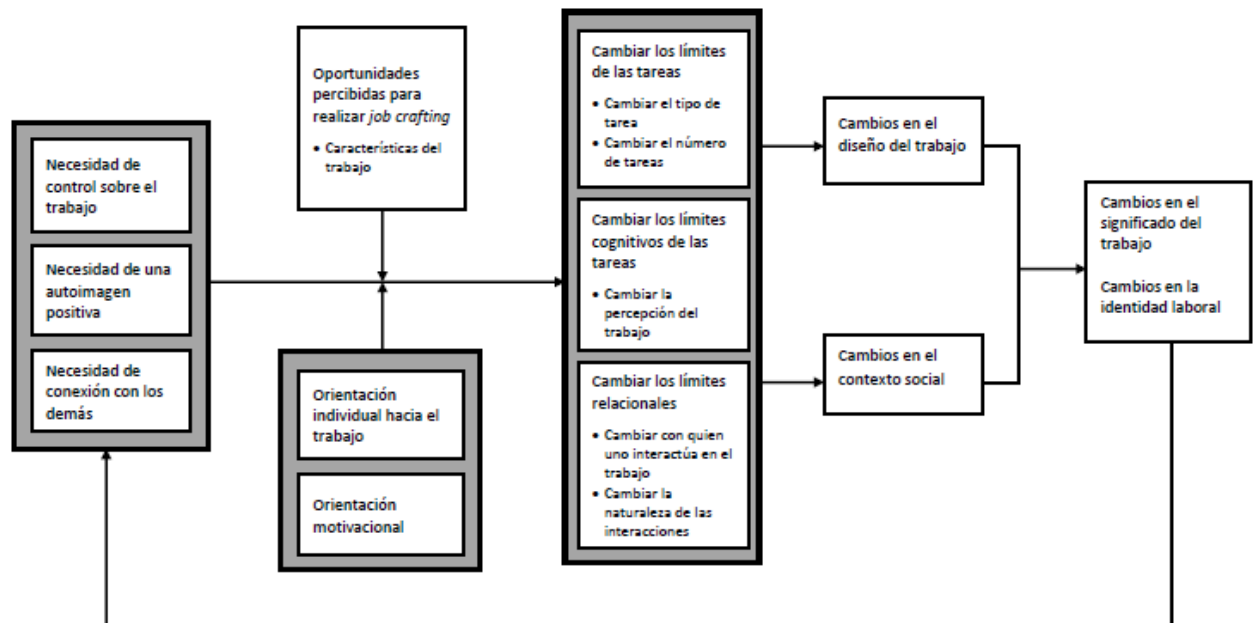 Necesidad de
control sobre el
trabajo
Necesidad de una
autoimagen
positiva
Necesidad de
conexión con los
demás
Oportunidades
percibidas para
realizar job crafting
• Características del
trabajo
Orientación
individual hacia el
trabajo
Orientación
motivacional
Cambiar los límites
de las tareas
• Cambiar el tipo de
tarea
• Cambiar el número
de tareas
Cambiar los límites
cognitivos de las
tareas
• Cambiar la
percepción del
trabajo
Cambiar los límites
relacionales
• Cambiar con quien
uno interactúa en el
trabajo
• Cambiar la
naturaleza de las
interacciones
Cambios en el
diseño del trabajo
Cambios en el
contexto social
Cambios en el
significado del
trabajo
Cambios en la
identidad laboral